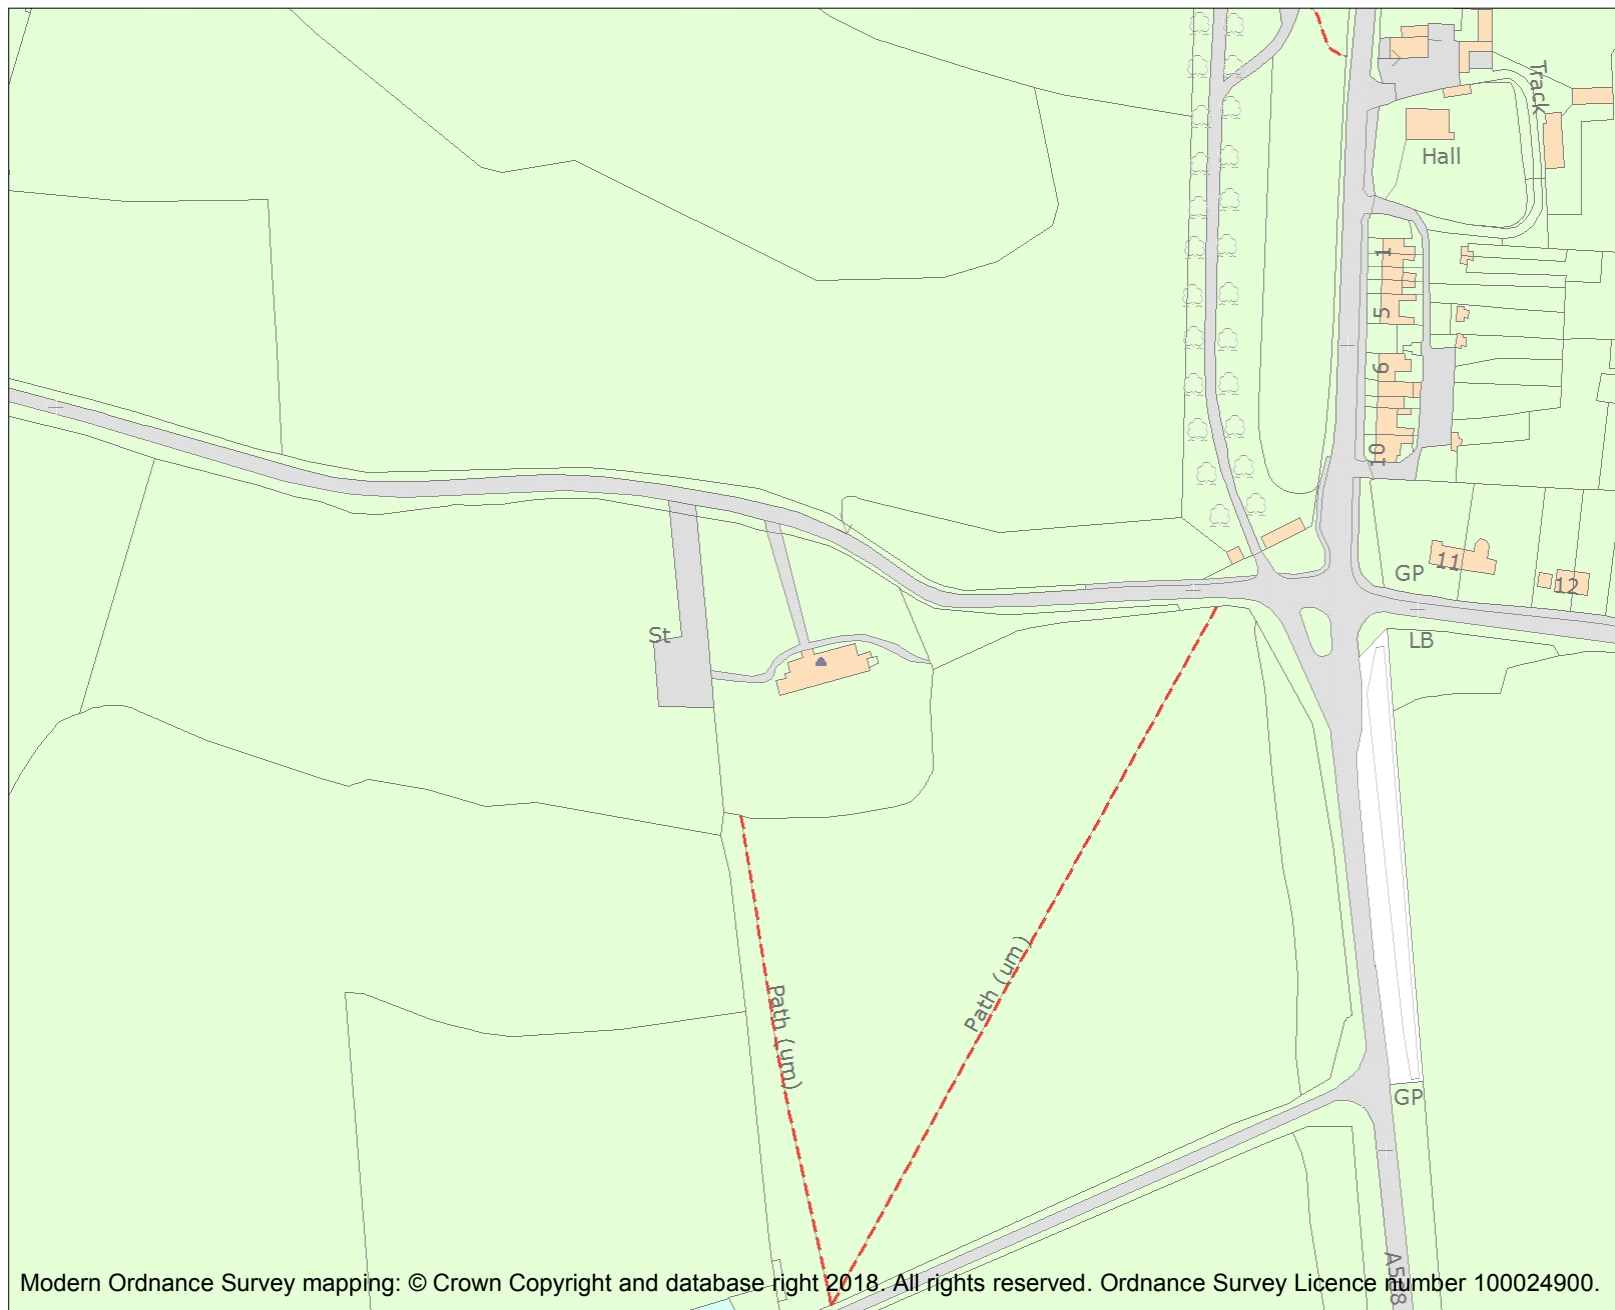 Track
Hall
1
5
6
10
11
12
GP
LB
St
Path (um)
Path (um)
GP
A508
Modern Ordnance Survey mapping: © Crown Copyright and database right 2018. All rights reserved. Ordnance Survey Licence number 100024900.